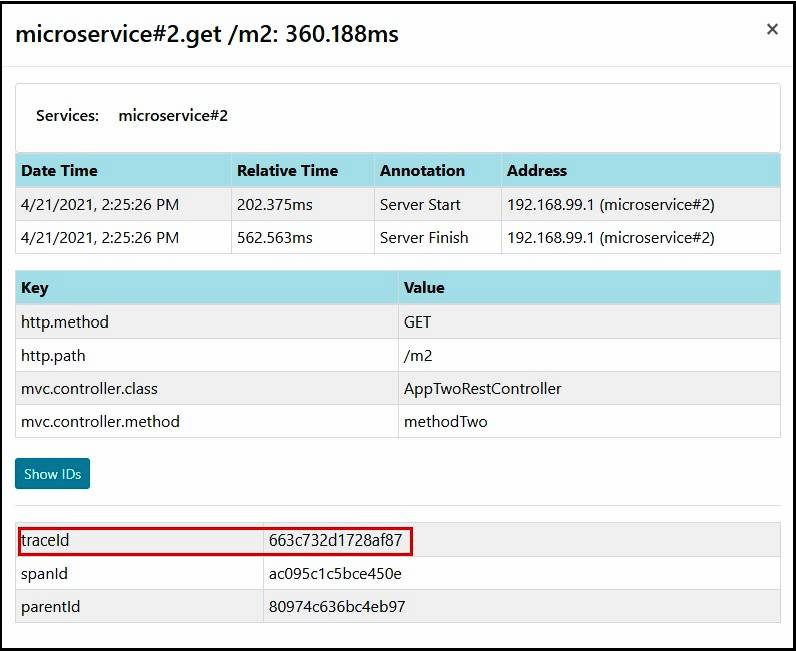 microservice#2.get /m2: 360.188ms ×
Services: microservice#2
Date Time Relative Time Annotation Address
4/21/2021, 2:25:26 PM 202.375ms Server Start 192.168.99.1 (microservice#2)
4/21/2021, 2:25:26 PM 562.563ms Server Finish 192.168.99.1 (microservice#2)
Key Value
http.method GET
http.path /m2
mvc.controller.class AppTwoRestController
mvc.controller.method methodTwo
Show IDs
traceId 663c732d1728af87
spanId ac095c1c5bce450e
parentId 80974c636bc4eb97